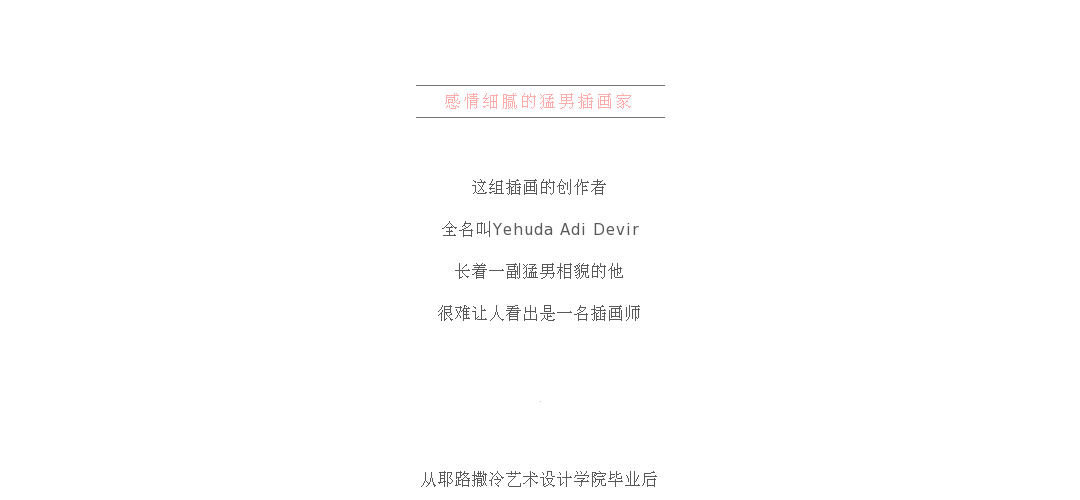 感情细腻的猛男插画家
这组插画的创作者
全名叫Yehuda Adi Devir
长着一副猛男相貌的他
很难让人看出是一名插画师
从耶路撒冷艺术设计学院毕业后